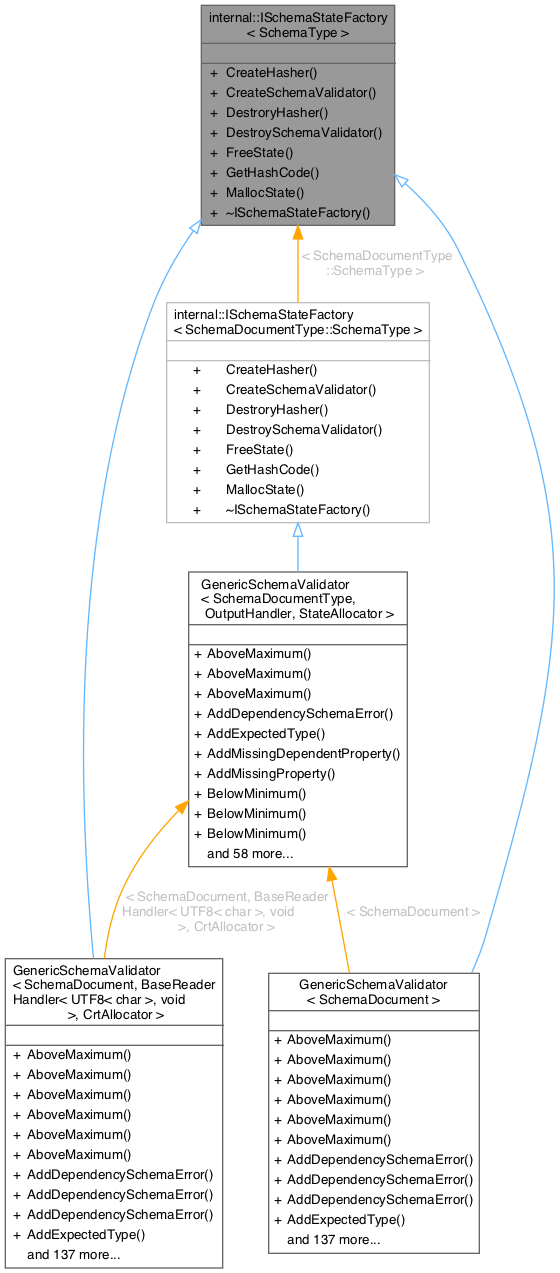 internal::ISchemaStateFactory
< SchemaType >
+ CreateHasher()
+ CreateSchemaValidator()
+ DestroryHasher()
+ DestroySchemaValidator()
+ FreeState()
+ GetHashCode()
+ MallocState()
+ ~ISchemaStateFactory()
< SchemaDocumentType
::SchemaType >
internal::ISchemaStateFactory
< SchemaDocumentType::SchemaType >
+ CreateHasher()
+ CreateSchemaValidator()
+ DestroryHasher()
+ DestroySchemaValidator()
+ FreeState()
+ GetHashCode()
+ MallocState()
+ ~ISchemaStateFactory()
GenericSchemaValidator
< SchemaDocumentType,
OutputHandler, StateAllocator >
+ AboveMaximum()
+ AboveMaximum()
+ AboveMaximum()
+ AddDependencySchemaError()
+ AddExpectedType()
+ AddMissingDependentProperty()
+ AddMissingProperty()
+ BelowMinimum()
+ BelowMinimum()
+ BelowMinimum()
and 58 more...
< SchemaDocument, BaseReader
Handler< UTF8< char >, void
>, CrtAllocator >
< SchemaDocument >
GenericSchemaValidator
< SchemaDocument, BaseReader
Handler< UTF8< char >, void
>, CrtAllocator >
+ AboveMaximum()
+ AboveMaximum()
+ AboveMaximum()
+ AboveMaximum()
+ AboveMaximum()
+ AboveMaximum()
+ AddDependencySchemaError()
+ AddDependencySchemaError()
+ AddDependencySchemaError()
+ AddExpectedType()
and 137 more...
GenericSchemaValidator
< SchemaDocument >
+ AboveMaximum()
+ AboveMaximum()
+ AboveMaximum()
+ AboveMaximum()
+ AboveMaximum()
+ AboveMaximum()
+ AddDependencySchemaError()
+ AddDependencySchemaError()
+ AddDependencySchemaError()
+ AddExpectedType()
and 137 more...